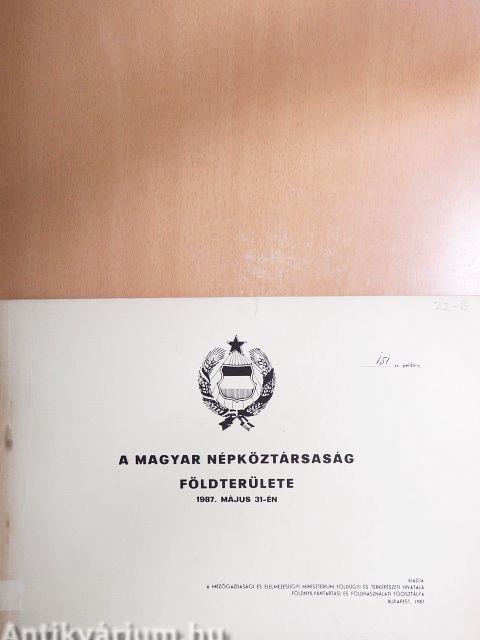 22-B
151 sz. példány
A MAGYAR NÉPKÖZTÁRSASÁG
FÖLDTERÜLETE
1987. MÁJUS 31-ÉN
KIADJA
A MEZŐGAZDASÁGI ÉS ÉLELMEZÉSÜGYI MINISZTÉRIUM FÖLDÜGYI ÉS TÉRKÉPÉSZETI HIVATALA
FÖLDNYILVÁNTARTÁSI ÉS FÖLDHASZNÁLATI FŐOSZTÁLYA
BUDAPEST, 1987
Antikvárium.hu